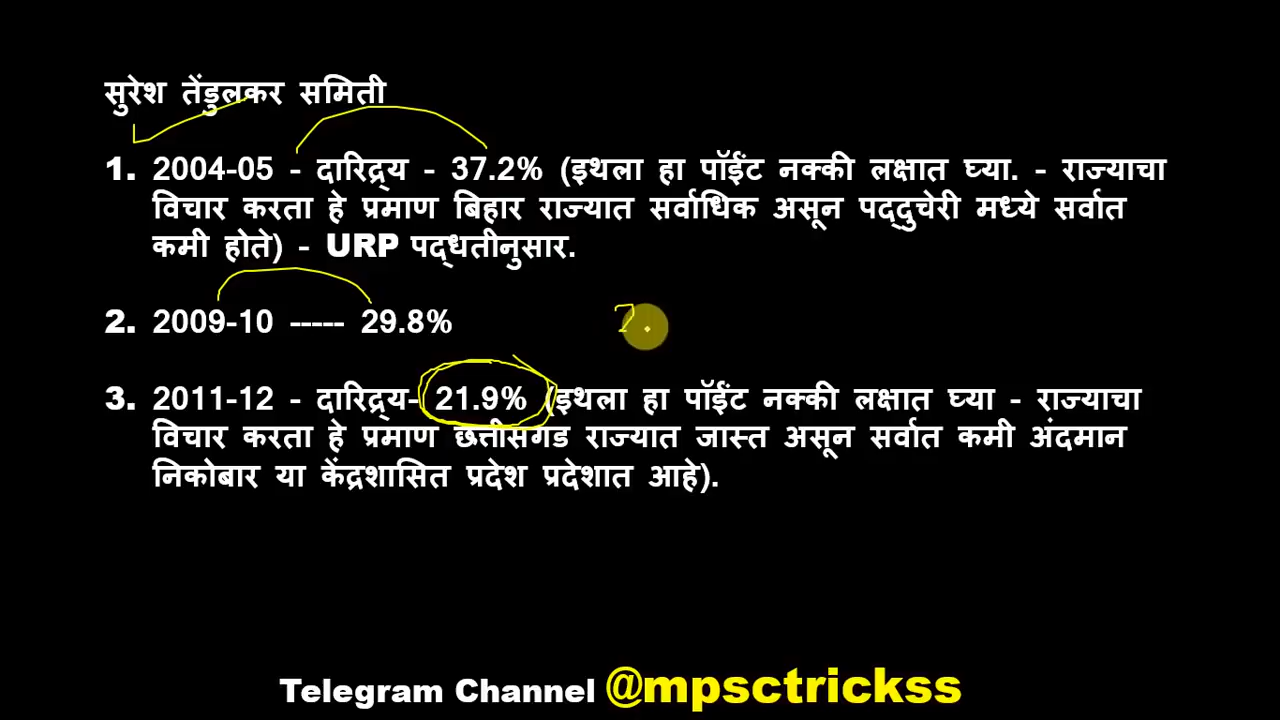 सुरेश तेंडुलकर समिती
1. 2004-05 - दारिद्र्य - 37.2% (इथला हा पॉईंट नक्की लक्षात घ्या. - राज्याचा
विचार करता हे प्रमाण बिहार राज्यात सर्वाधिक असून पद्दुचेरी मध्ये सर्वात
कमी होते) - URP पद्धतीनुसार.
2. 2009-10 ----- 29.8%
3. 2011-12 - दारिद्र्य- 21.9% (इथला हा पॉईंट नक्की लक्षात घ्या - राज्याचा
विचार करता हे प्रमाण छत्तीसगड राज्यात जास्त असून सर्वात कमी अंदमान
निकोबार या केंद्रशासित प्रदेश प्रदेशात आहे).
Telegram Channel @mpsctrickss